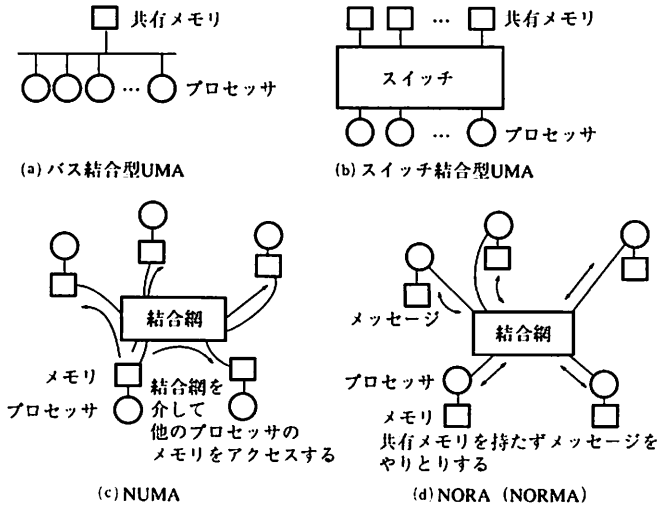 共有メモリ
… プロセッサ
(a) バス結合型UMA
… 共有メモリ
スイッチ
… プロセッサ
(b) スイッチ結合型UMA
結合網
メモリ
プロセッサ
結合網を
介して
他のプロセッサの
メモリをアクセスする
(c) NUMA
メッセージ
結合網
プロセッサ
メモリ
共有メモリを持たずメッセージを
やりとりする
(d) NORA (NORMA)